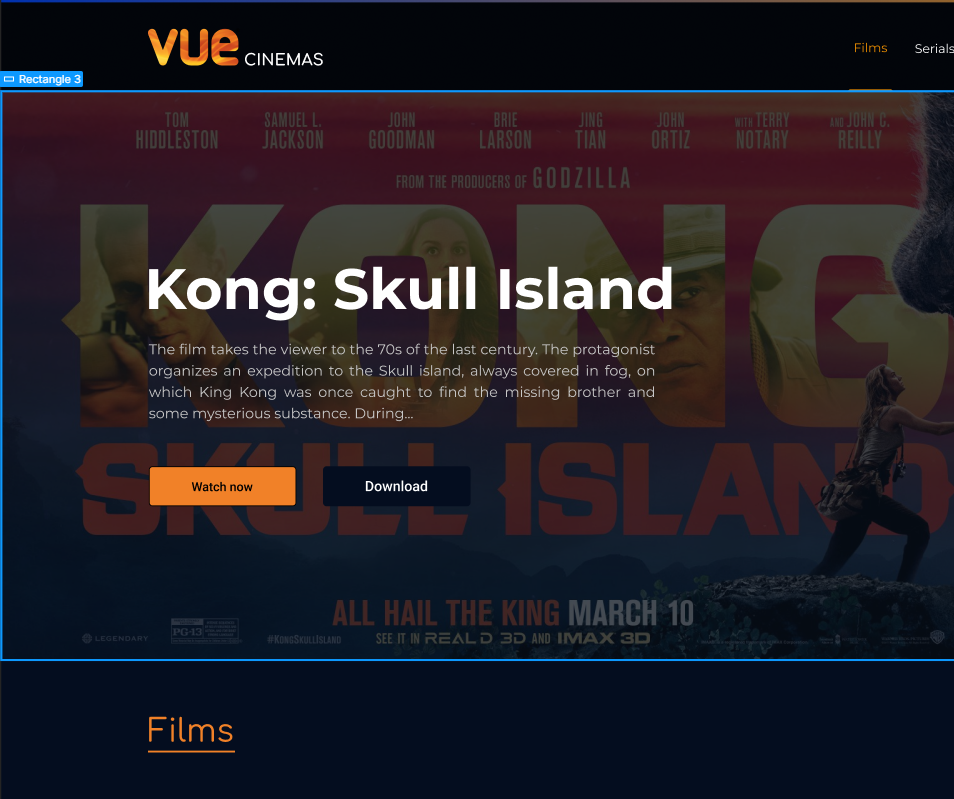 vue CINEMAS
Films
Serials
Rectangle 3
TOM HIDDLESTON
SAMUEL L. JACKSON
JOHN GOODMAN
BRIE LARSON
JING TIAN
JOHN ORTIZ
WITH TERRY NOTARY
AND JOHN C. REILLY
FROM THE PRODUCERS OF GODZILLA
KONG
Kong: Skull Island
The film takes the viewer to the 70s of the last century. The protagonist
organizes an expedition to the Skull island, always covered in fog, on
which King Kong was once caught to find the missing brother and
some mysterious substance. During...
SKULL ISLAND
Watch now
Download
ALL HAIL THE KING MARCH 10
LEGENDARY
PG-13
#KONGSKULLISLAND
SEE IT IN REAL D 3D AND IMAX 3D
Films